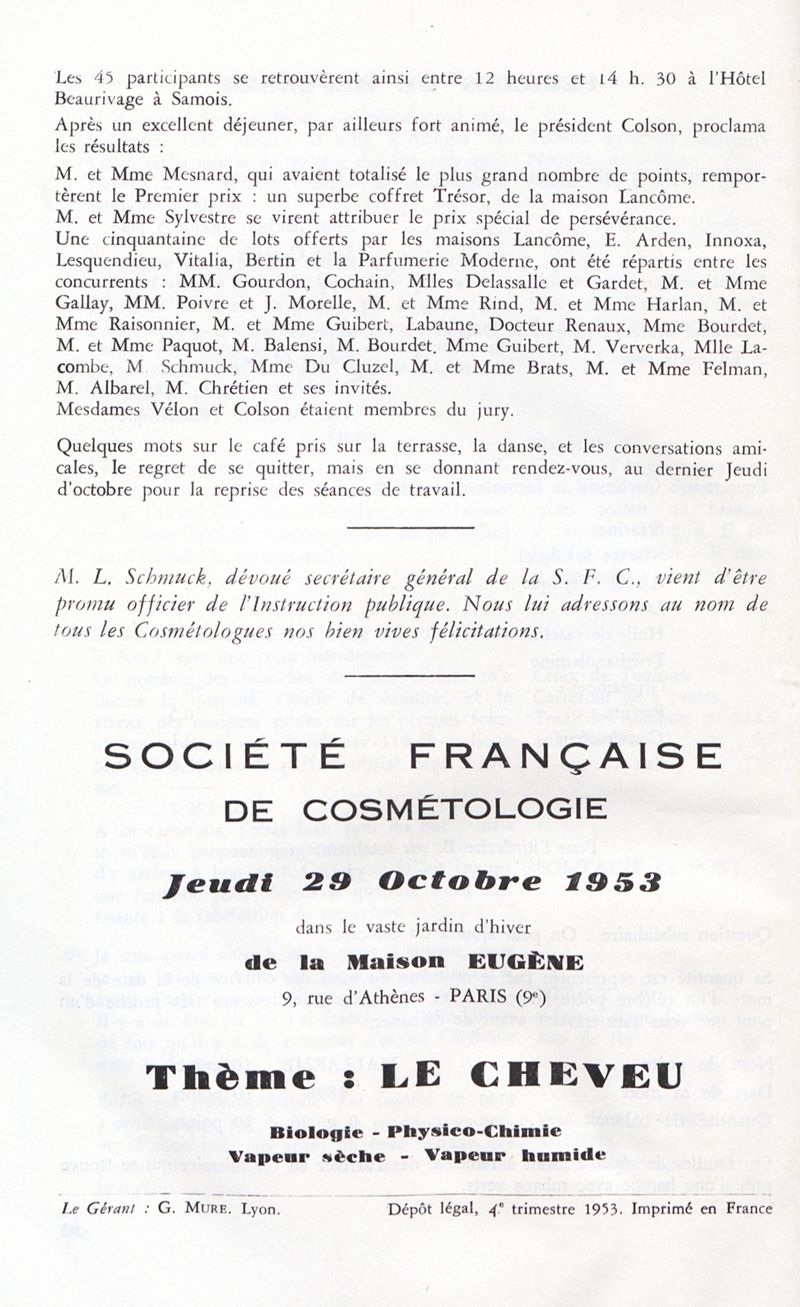 Les 45 participants se retrouvèrent ainsi entre 12 heures et 14 h. 30 à l'Hôtel
Beaurivage à Samois.
Après un excellent déjeuner, par ailleurs fort animé, le président Colson, proclama
les résultats :
M. et Mme Mesnard, qui avaient totalisé le plus grand nombre de points, rempor-
tèrent le Premier prix : un superbe coffret Trésor, de la maison Lancôme.
M. et Mme Sylvestre se virent attribuer le prix spécial de persévérance.
Une cinquantaine de lots offerts par les maisons Lancôme, E. Arden, Innoxa,
Lesquendieu, Vitalia, Bertin et la Parfumerie Moderne, ont été répartis entre les
concurrents : MM. Gourdon, Cochain, Mlles Delassalle et Gardet, M. et Mme
Gallay, MM. Poivre et J. Morelle, M. et Mme Rind, M. et Mme Harlan, M. et
Mme Raisonnier, M. et Mme Guibert, Labaune, Docteur Renaux, Mme Bourdet,
M. et Mme Paquot, M. Balensi, M. Bourdet. Mme Guibert, M. Ververka, Mlle La-
combe, M Schmuck, Mme Du Cluzel, M. et Mme Brats, M. et Mme Felman,
M. Albarel, M. Chrétien et ses invités.
Mesdames Vélon et Colson étaient membres du jury.
Quelques mots sur le café pris sur la terrasse, la danse, et les conversations ami-
cales, le regret de se quitter, mais en se donnant rendez-vous, au dernier Jeudi
d'octobre pour la reprise des séances de travail.
M. L. Schmuck, dévoué secrétaire général de la S. F. C., vient d'être
promu officier de l'Instruction publique. Nous lui adressons au nom de
tous les Cosmétologues nos bien vives félicitations.
SOCIÉTÉ FRANÇAISE
DE COSMÉTOLOGIE
Jeudi 29 Octobre 1953
dans le vaste jardin d'hiver
de la Maison EUGÈNE
9, rue d'Athènes - PARIS (9e)
Thème : LE CHEVEU
Biologie - Physico-Chimie
Vapeur sèche - Vapeur humide
Le Gérant : G. MURE. Lyon. Dépôt légal, 4e trimestre 1953. Imprimé en France